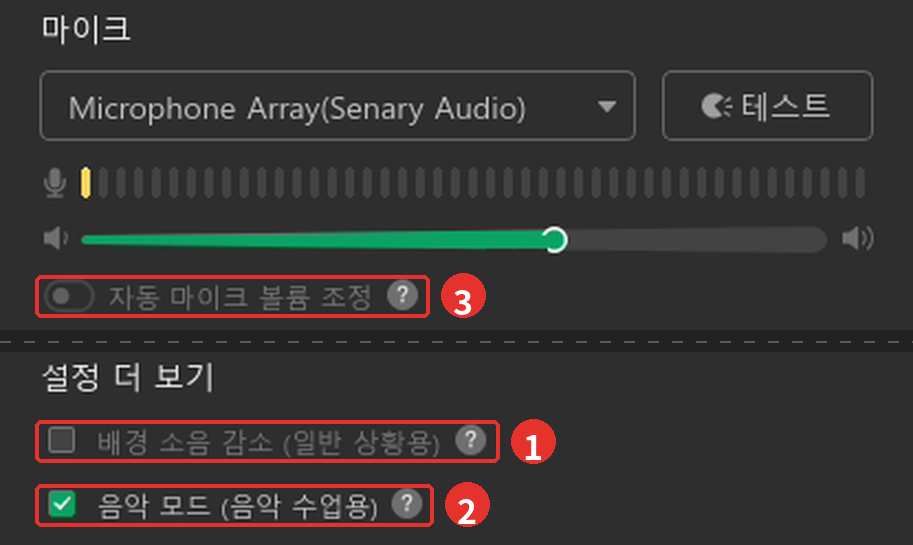 마이크
Microphone Array(Senary Audio)
테스트
자동 마이크 볼륨 조정 ? 3
설정 더 보기
배경 소음 감소 (일반 상황용) ? 1
음악 모드 (음악 수업용) ? 2